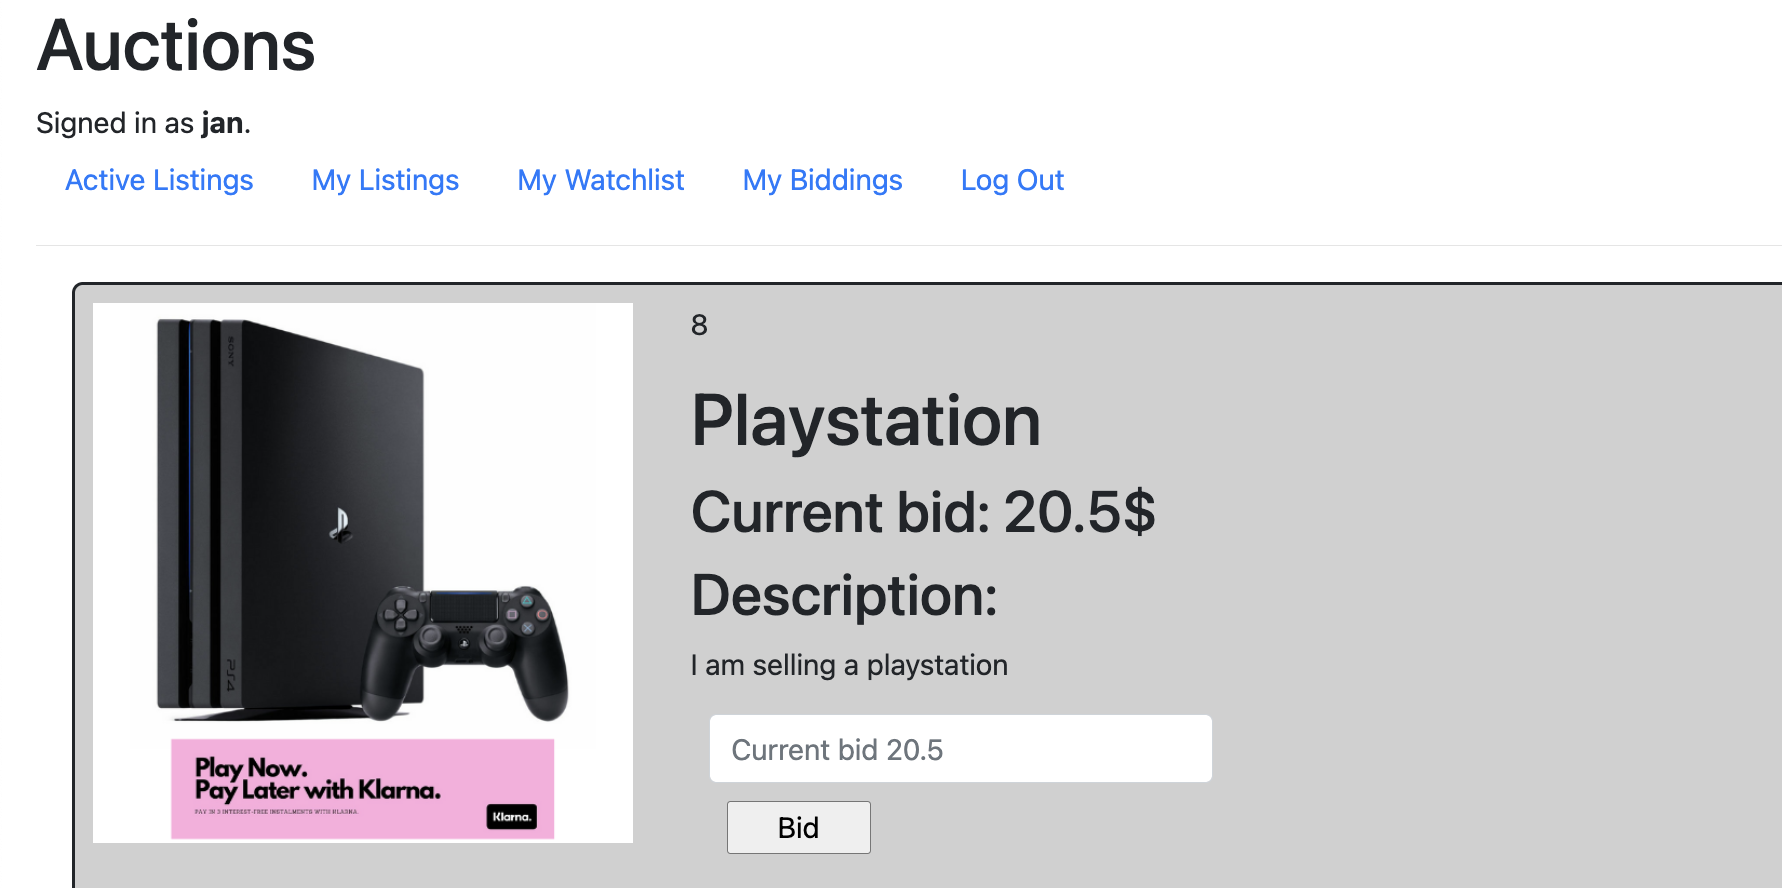 Auctions
Signed in as jan.
Active Listings My Listings My Watchlist My Biddings Log Out
8
Playstation
Current bid: 20.5$
Description:
I am selling a playstation
Current bid 20.5
Bid
SONY
PS4
Play Now.
Pay Later with Klarna.
PAY IN 3 INTEREST-FREE INSTALMENTS WITH KLARNA.
Klarna.